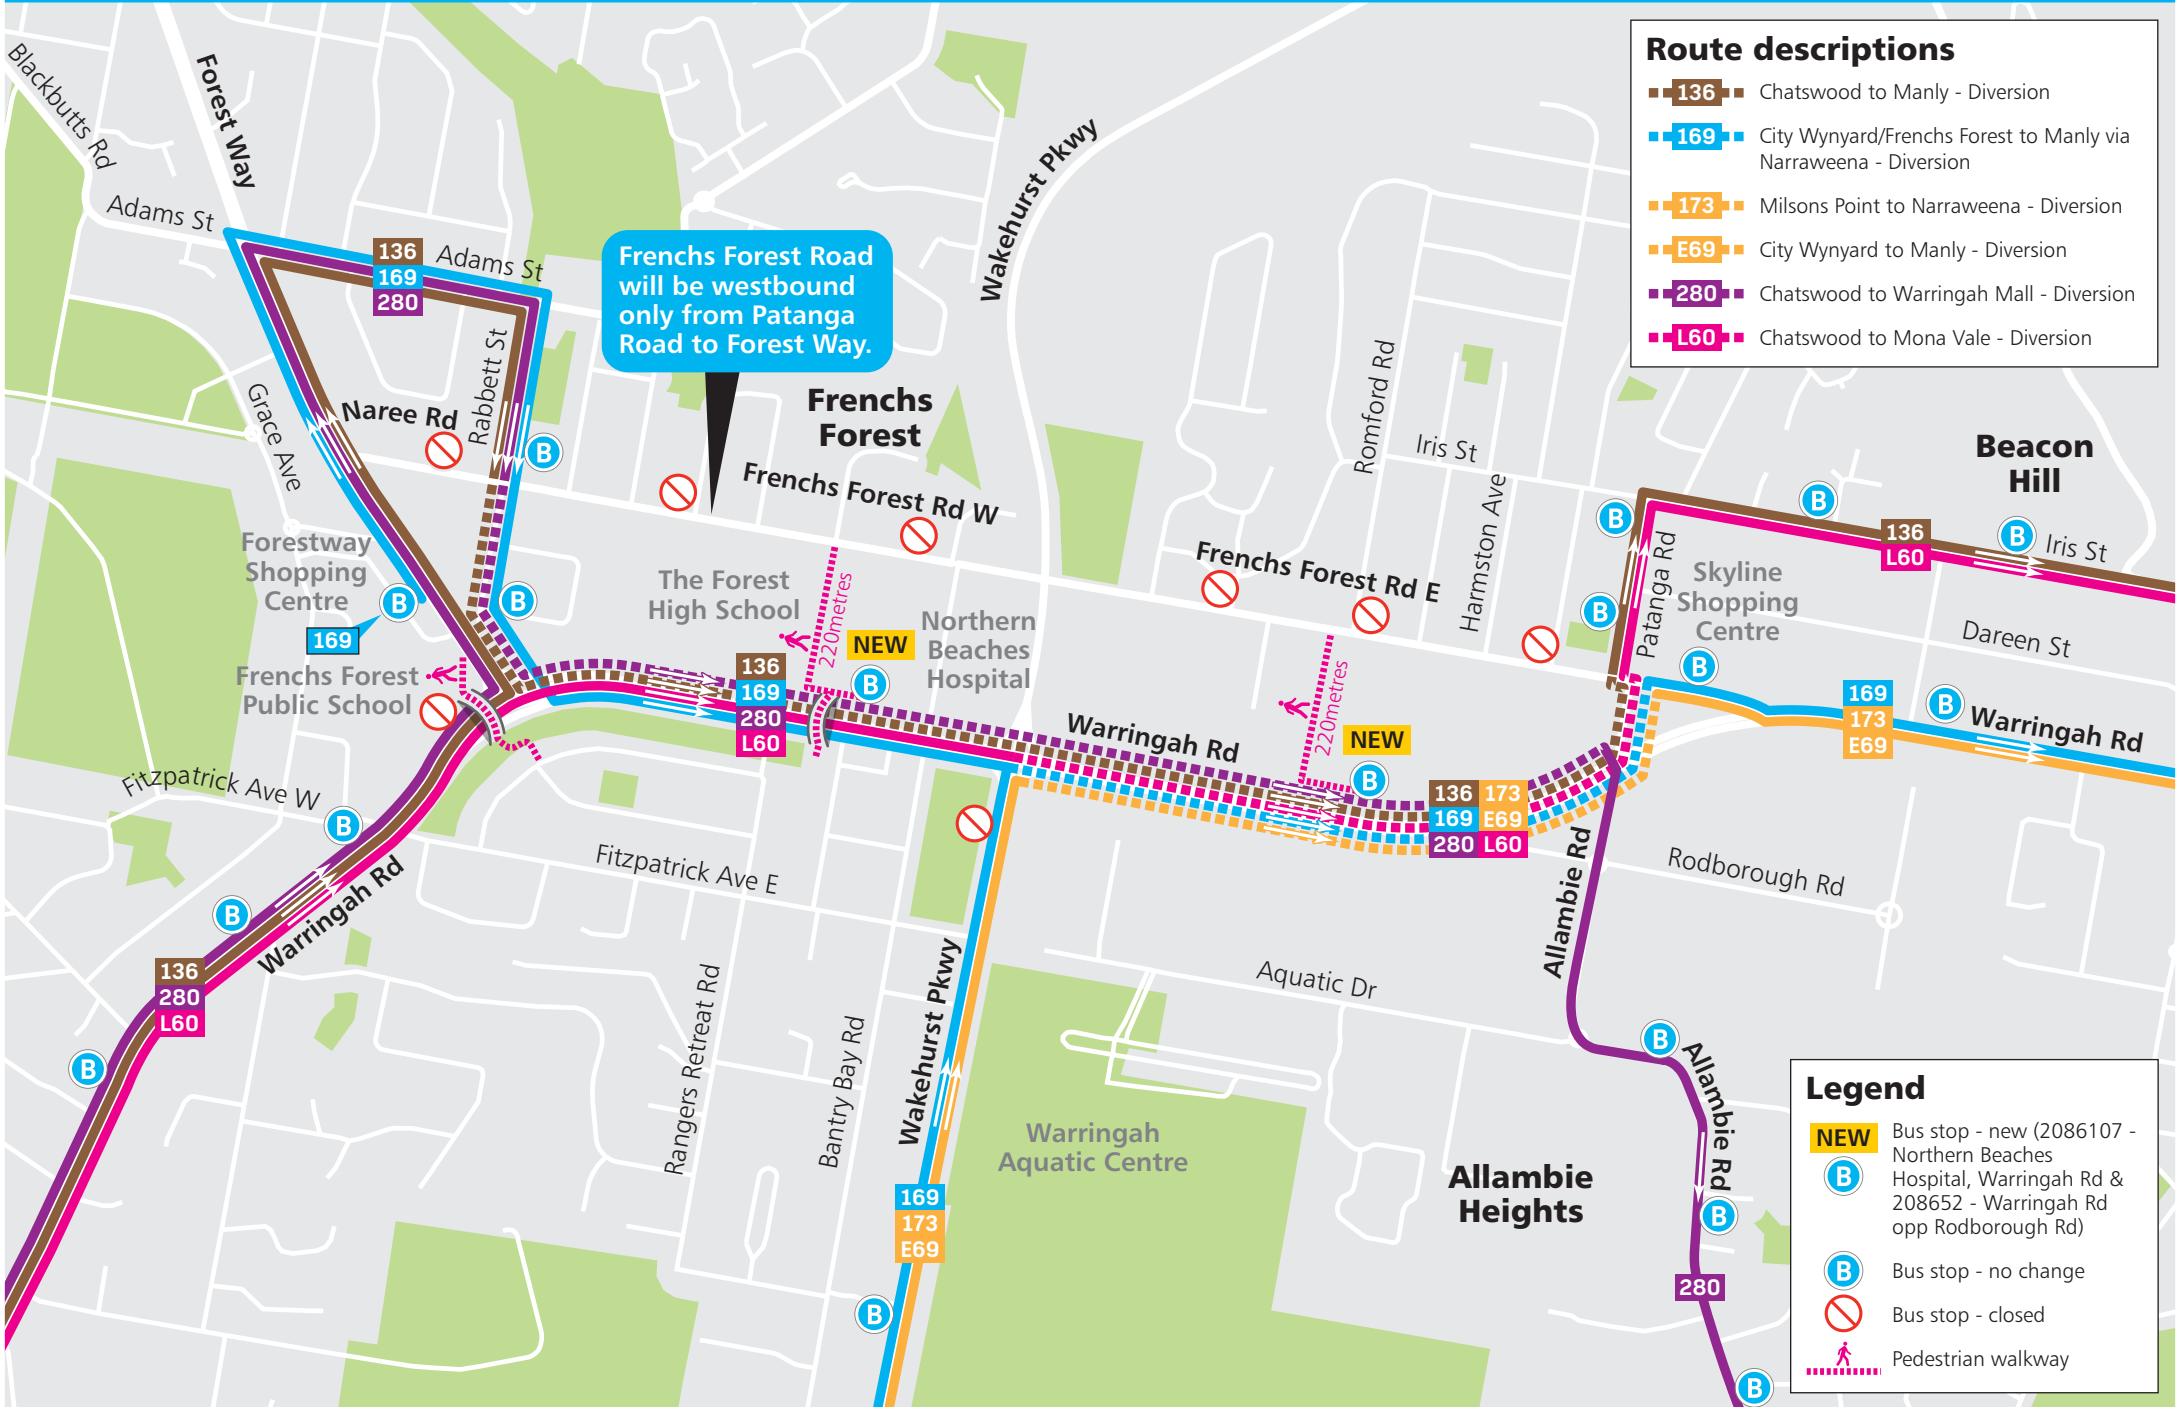 Route descriptions
136 Chatswood to Manly - Diversion
169 City Wynyard/Frenchs Forest to Manly via
Narraweena - Diversion
173 Milsons Point to Narraweena - Diversion
E69 City Wynyard to Manly - Diversion
280 Chatswood to Warringah Mall - Diversion
L60 Chatswood to Mona Vale - Diversion
Blackbutts Rd
Forest Way
Adams St
136
169
280
Adams St
Wakehurst Pkwy
Frenchs Forest Road
will be westbound
only from Patanga
Road to Forest Way.
Rabbett St
Naree Rd
Grace Ave
B
Frenchs
Forest
Frenchs Forest Rd W
Romford Rd
Iris St
Harmston Ave
Beacon
Hill
B
B
136
L60
B
Iris St
Forestway
Shopping
Centre
B
169
B
The Forest
High School
220metres
NEW
B
Northern
Beaches
Hospital
Frenchs Forest Rd E
B
Patanga Rd
Skyline
Shopping
Centre
B
Dareen St
Frenchs Forest
Public School
136
169
280
L60
Warringah Rd
220metres
NEW
B
169
173
E69
B
Warringah Rd
136 173
169 E69
280 L60
Fitzpatrick Ave W
B
Fitzpatrick Ave E
Allambie Rd
Rodborough Rd
B
Warringah Rd
136
280
L60
B
Rangers Retreat Rd
Bantry Bay Rd
Wakehurst Pkwy
Aquatic Dr
B
Allambie Rd
Warringah
Aquatic Centre
Allambie
Heights
B
169
173
E69
B
280
B
Legend
NEW
B
Bus stop - new (2086107 -
Northern Beaches
Hospital, Warringah Rd &
208652 - Warringah Rd
opp Rodborough Rd)
B Bus stop - no change
Bus stop - closed
Pedestrian walkway